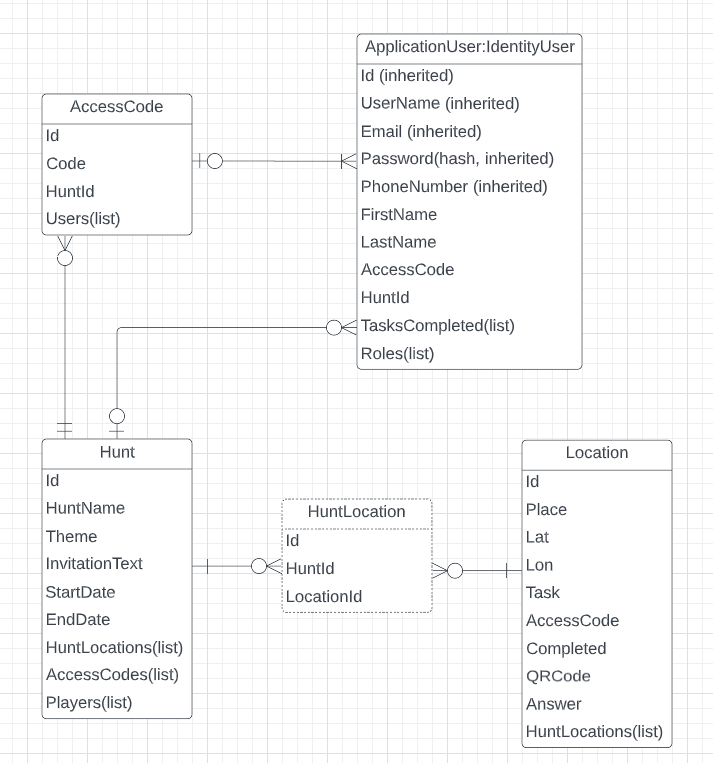 ApplicationUser:IdentityUser
Id (inherited)
UserName (inherited)
Email (inherited)
Password(hash, inherited)
PhoneNumber (inherited)
FirstName
LastName
AccessCode
HuntId
TasksCompleted(list)
Roles(list)
AccessCode
Id
Code
HuntId
Users(list)
Hunt
Id
HuntName
Theme
InvitationText
StartDate
EndDate
HuntLocations(list)
AccessCodes(list)
Players(list)
HuntLocation
Id
HuntId
LocationId
Location
Id
Place
Lat
Lon
Task
AccessCode
Completed
QRCode
Answer
HuntLocations(list)